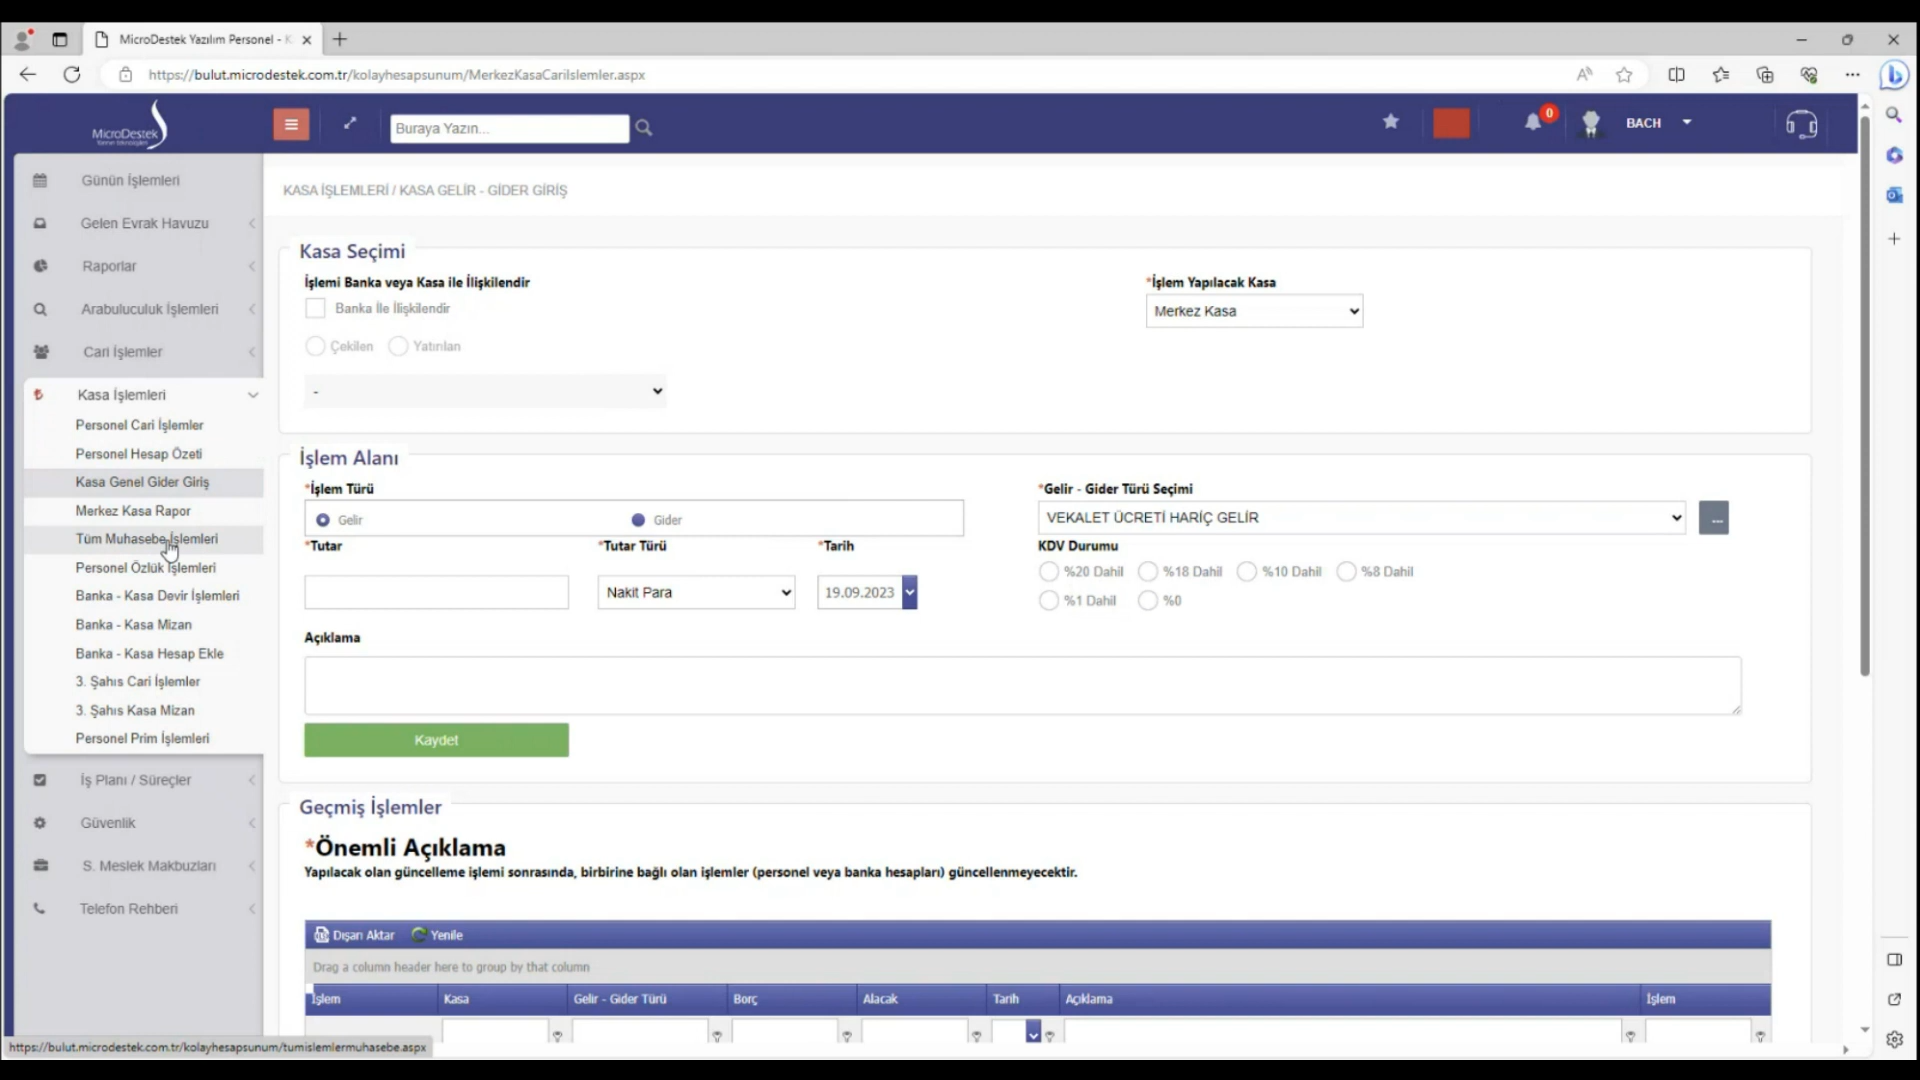 MicroDestek Yazılım Personel - K
https://bulut.microdestek.com.tr/kolayhesapsunum/MerkezKasaCariIslemler.aspx
MicroDestek
Buraya Yazın...
0
BACH
Günün İşlemleri
Gelen Evrak Havuzu
Raporlar
Arabuluculuk İşlemleri
Cari İşlemler
Kasa İşlemleri
Personel Cari İşlemler
Personel Hesap Özeti
Kasa Genel Gider Giriş
Merkez Kasa Rapor
Tüm Muhasebe İşlemleri
Personel Özlük İşlemleri
Banka - Kasa Devir İşlemleri
Banka - Kasa Mizan
Banka - Kasa Hesap Ekle
3. Şahıs Cari İşlemler
3. Şahıs Kasa Mizan
Personel Prim İşlemleri
İş Planı / Süreçler
Güvenlik
S. Meslek Makbuzları
Telefon Rehberi
KASA İŞLEMLERİ / KASA GELİR - GİDER GİRİŞ
Kasa Seçimi
İşlemi Banka veya Kasa ile İlişkilendir
*İşlem Yapılacak Kasa
Banka İle İlişkilendir
Merkez Kasa
Çekilen Yatırılan
-
İşlem Alanı
*İşlem Türü
*Gelir - Gider Türü Seçimi
Gelir Gider
VEKALET ÜCRETİ HARİÇ GELİR
...
*Tutar *Tutar Türü *Tarih
KDV Durumu
%20 Dahil %18 Dahil %10 Dahil %8 Dahil
Nakit Para 19.09.2023
%1 Dahil %0
Açıklama
Kaydet
Geçmiş İşlemler
*Önemli Açıklama
Yapılacak olan güncelleme işlemi sonrasında, birbirine bağlı olan işlemler (personel veya banka hesapları) güncellenmeyecektir.
Dışarı Aktar Yenile
Drag a column header here to group by that column
İşlem Kasa Gelir - Gider Türü Borç Alacak Tarih Açıklama İşlem
https://bulut.microdestek.com.tr/kolayhesapsunum/tumislemlermuhasebe.aspx